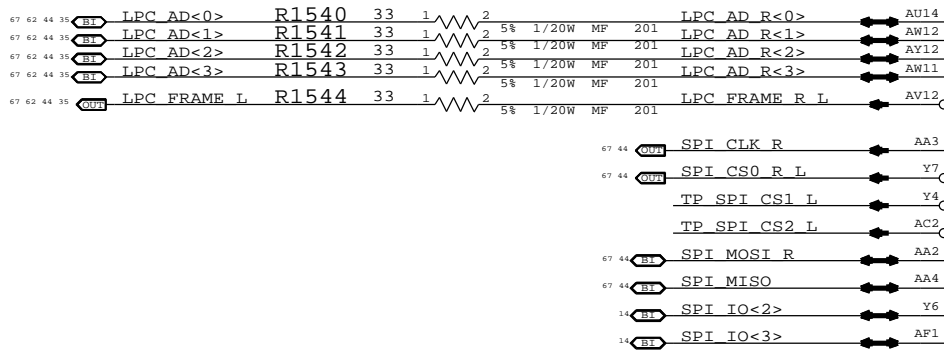 67 62 44 35 BI LPC_AD<0> R1540 33 1 2 LPC_AD_R<0> AU14
5% 1/20W MF 201
67 62 44 35 BI LPC_AD<1> R1541 33 1 2 LPC_AD_R<1> AW12
5% 1/20W MF 201
67 62 44 35 BI LPC_AD<2> R1542 33 1 2 LPC_AD_R<2> AY12
5% 1/20W MF 201
67 62 44 35 BI LPC_AD<3> R1543 33 1 2 LPC_AD_R<3> AW11
5% 1/20W MF 201
67 62 44 35 OUT LPC_FRAME_L R1544 33 1 2 LPC_FRAME_R_L AV12
5% 1/20W MF 201
67 44 OUT SPI_CLK_R AA3
67 44 OUT SPI_CS0_R_L Y7
TP_SPI_CS1_L Y4
TP_SPI_CS2_L AC2
67 44 BI SPI_MOSI_R AA2
67 44 BI SPI_MISO AA4
14 BI SPI_IO<2> Y6
14 BI SPI_IO<3> AF1